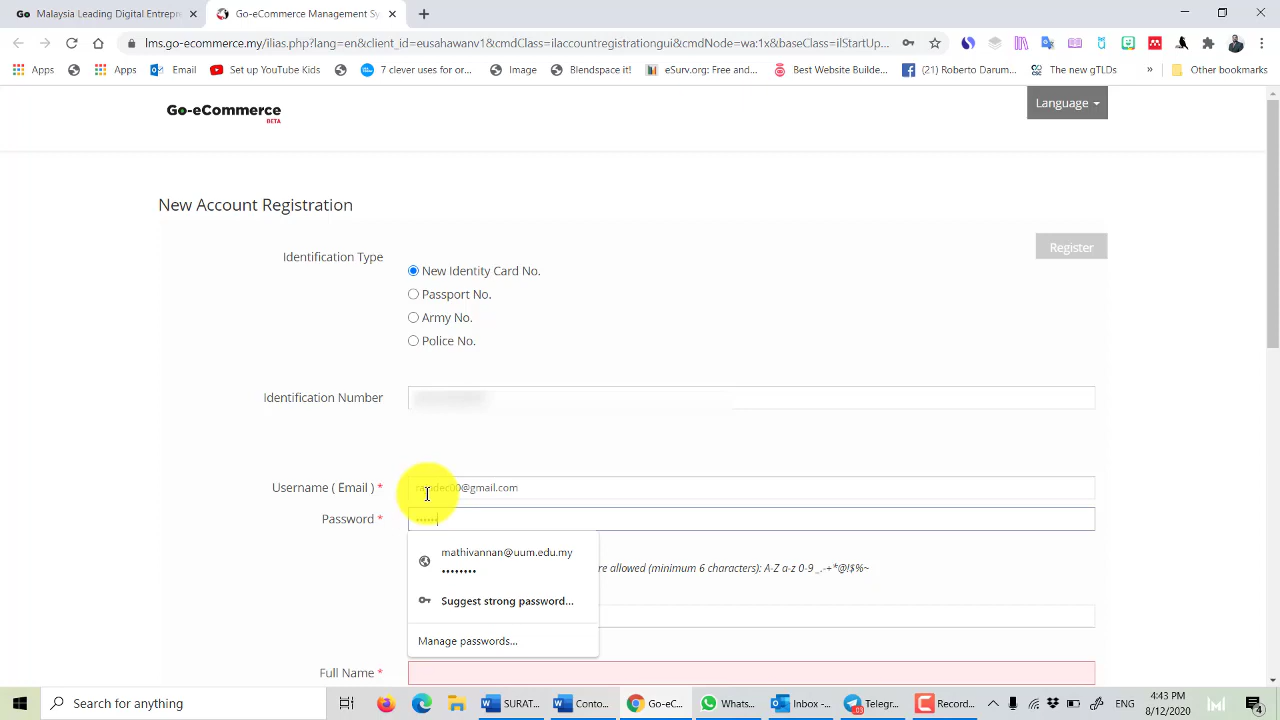 Malaysia Leading Digital Entrepr
Go-eCommerce Management Sy
lms.go-ecommerce.my/ilias.php?lang=en&client_id=elmanv1&cmdClass=ilaccountregistrationgui&cmdNode=wa:1x&baseClass=ilStartUp...
Apps
Apps
Email
Set up YouTube Kids
7 clever uses for o...
Image
Blendspace it!
eSurv.org: Free and...
Best Website Builde...
(21) Roberto Darum...
The new gTLDs
»
Other bookmarks
Go-eCommerce
BETA
Language
New Account Registration
Register
Identification Type
New Identity Card No.
Passport No.
Army No.
Police No.
Identification Number
Username ( Email ) *
@gmail.com
Password *
mathivannan@uum.edu.my
••••••••
re allowed (minimum 6 characters): A-Z a-z 0-9 _.-+*@!$%~
Suggest strong password...
Manage passwords...
Full Name *
Search for anything
SURAT...
Conto...
Go-eC...
Whats...
Inbox ...
Telegr...
Recor...
ENG
4:43 PM
8/12/2020
4